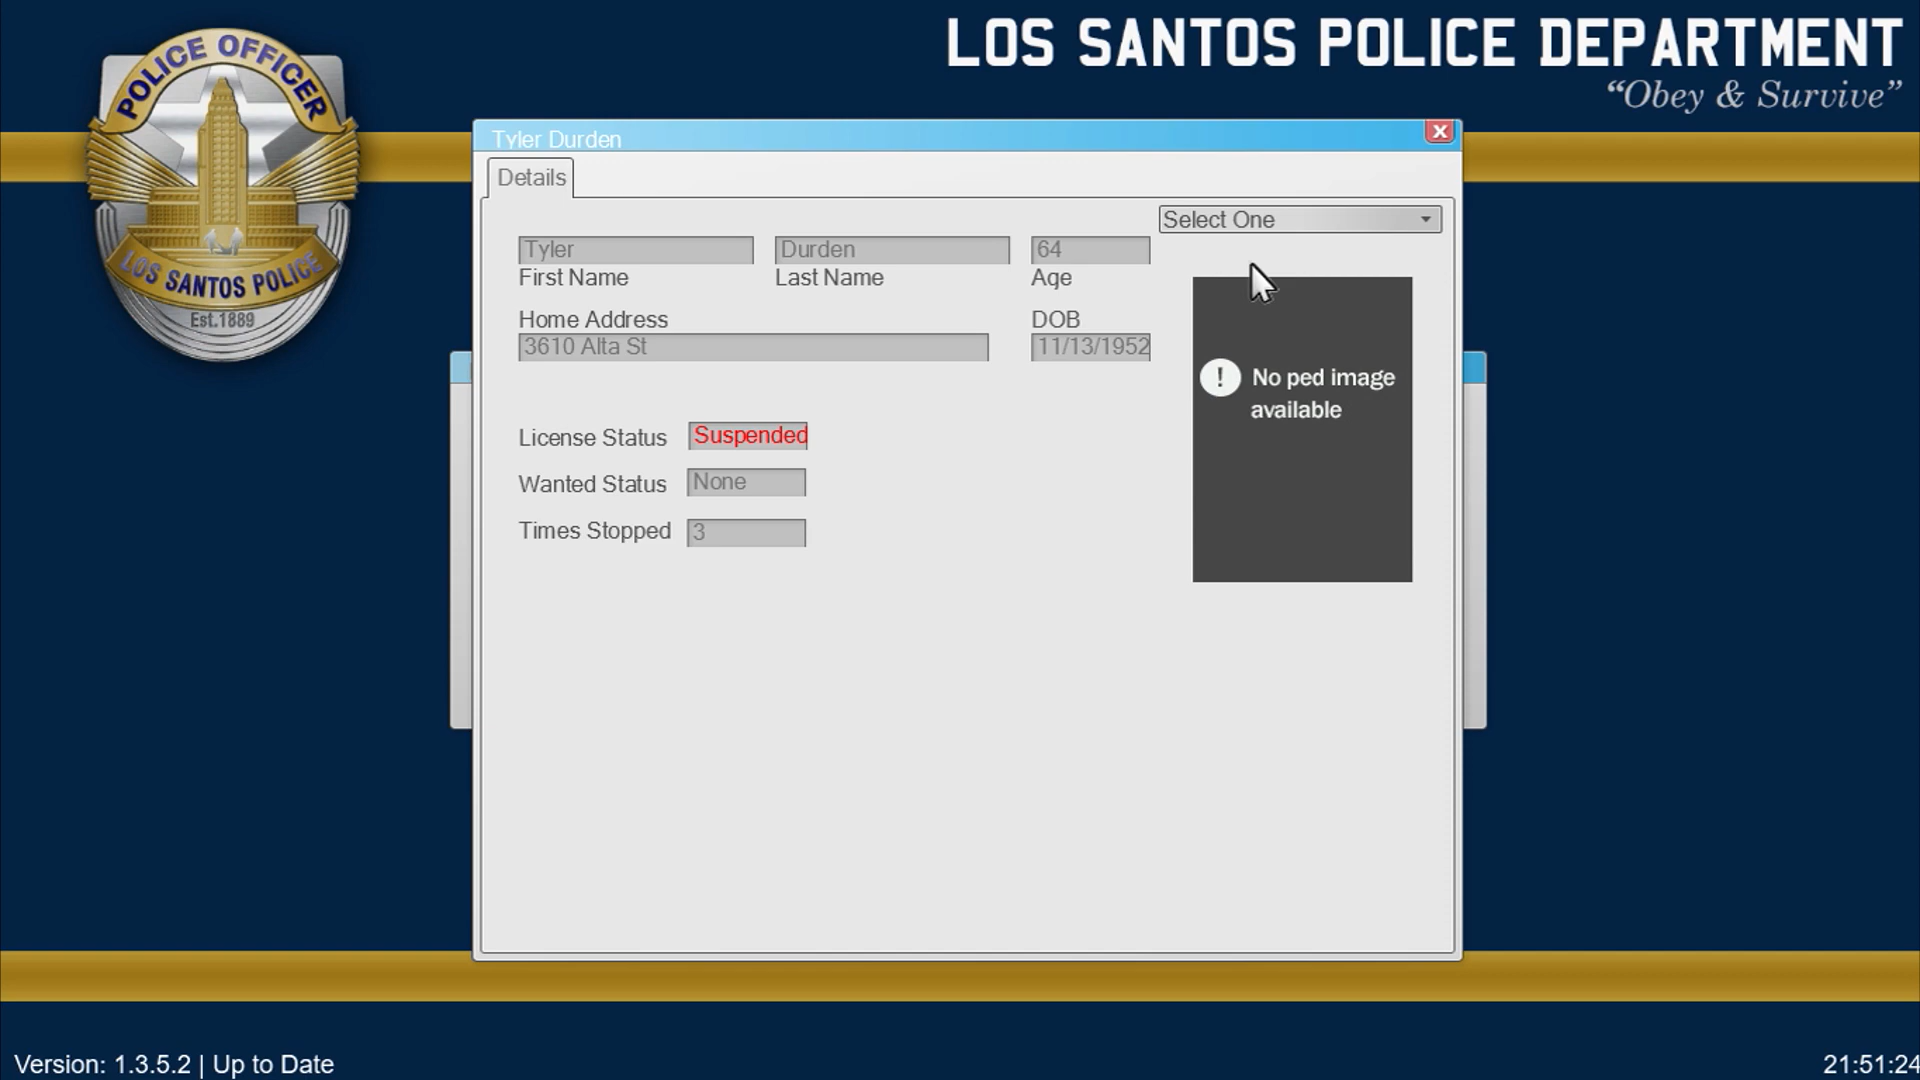 POLICE OFFICER
LOS SANTOS POLICE
Est.1889
LOS SANTOS POLICE DEPARTMENT
“Obey & Survive”
Tyler Durden
Details
Select One
Tyler Durden 64
First Name Last Name Age
Home Address DOB
3610 Alta St 11/13/1952
! No ped image
available
License Status Suspended
Wanted Status None
Times Stopped 3
Version: 1.3.5.2 | Up to Date
21:51:24